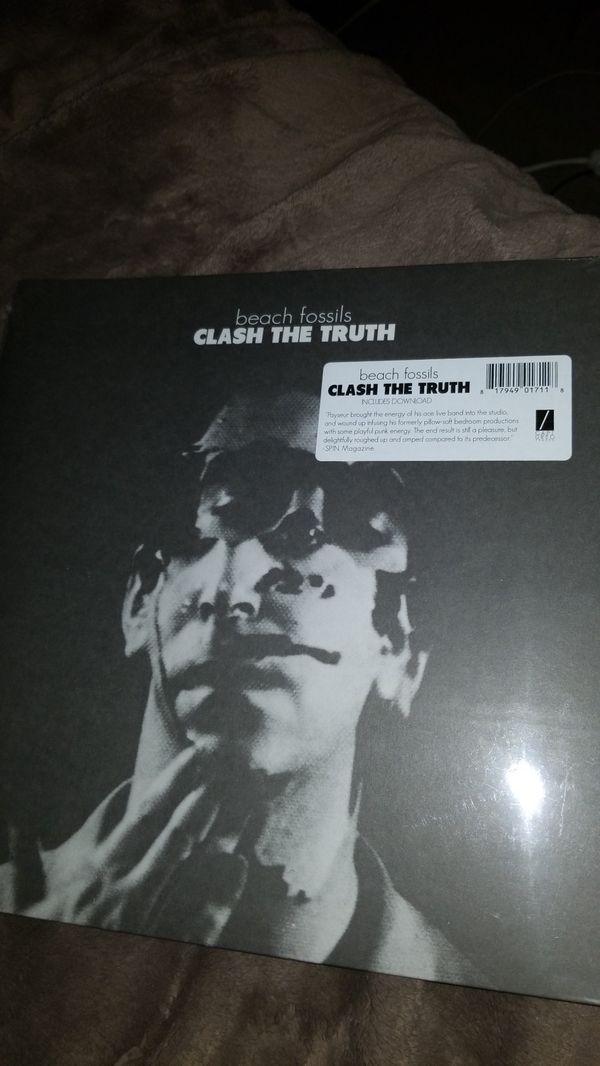 beach fossils
CLASH THE TRUTH
beach fossils
CLASH THE TRUTH
INCLUDES DOWNLOAD
8 17949 01711 8
"Payseur brought the energy of his ace live band into the studio,
and wound up infusing his formerly pillow-soft bedroom productions
with some playful punk energy. The end result is still a pleasure, but
delightfully roughed up and amped compared to its predecessor."
-SPIN Magazine